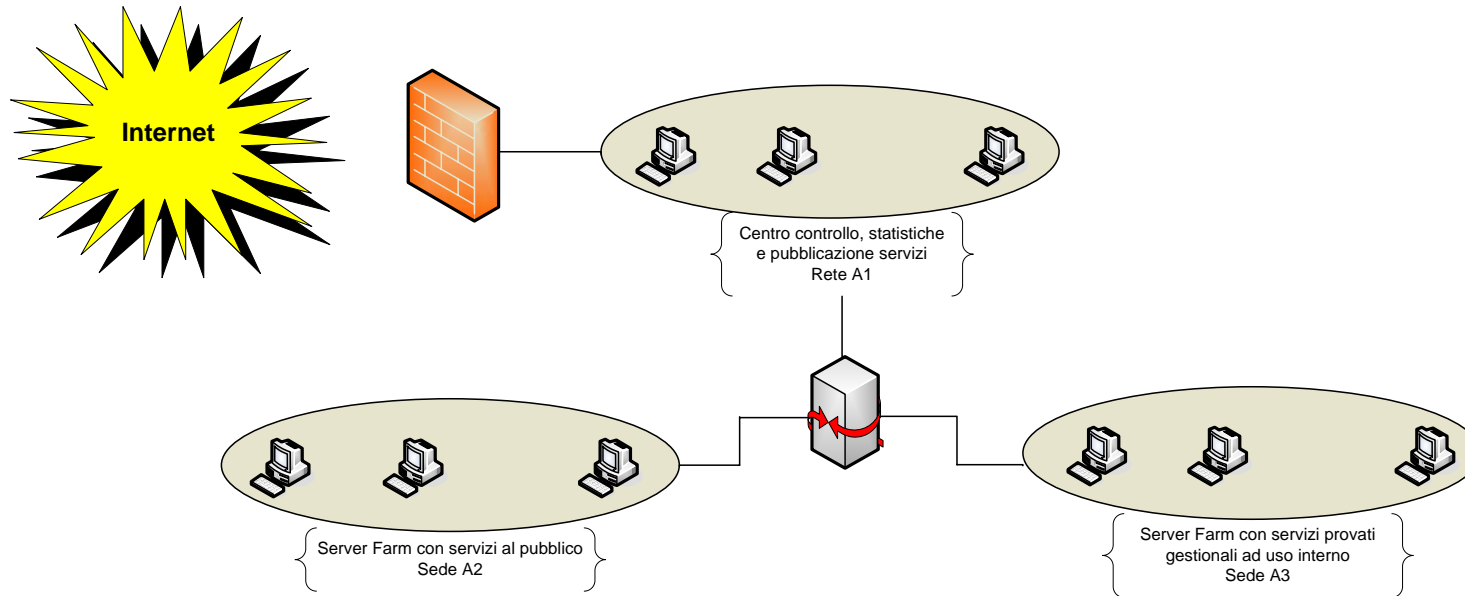 Internet
Centro controllo, statistiche
e pubblicazione servizi
Rete A1
Server Farm con servizi al pubblico
Sede A2
Server Farm con servizi provati
gestionali ad uso interno
Sede A3